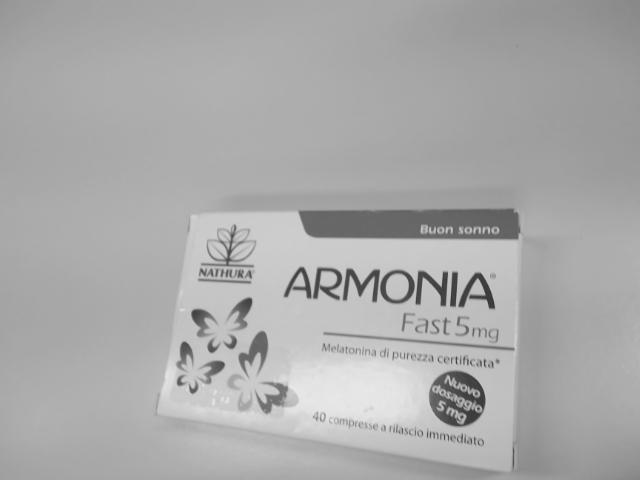 Buon sonno
NATHURA®
ARMONIA®
Fast 5mg
Melatonina di purezza certificata*
Nuovo
dosaggio
5 mg
40 compresse a rilascio immediato